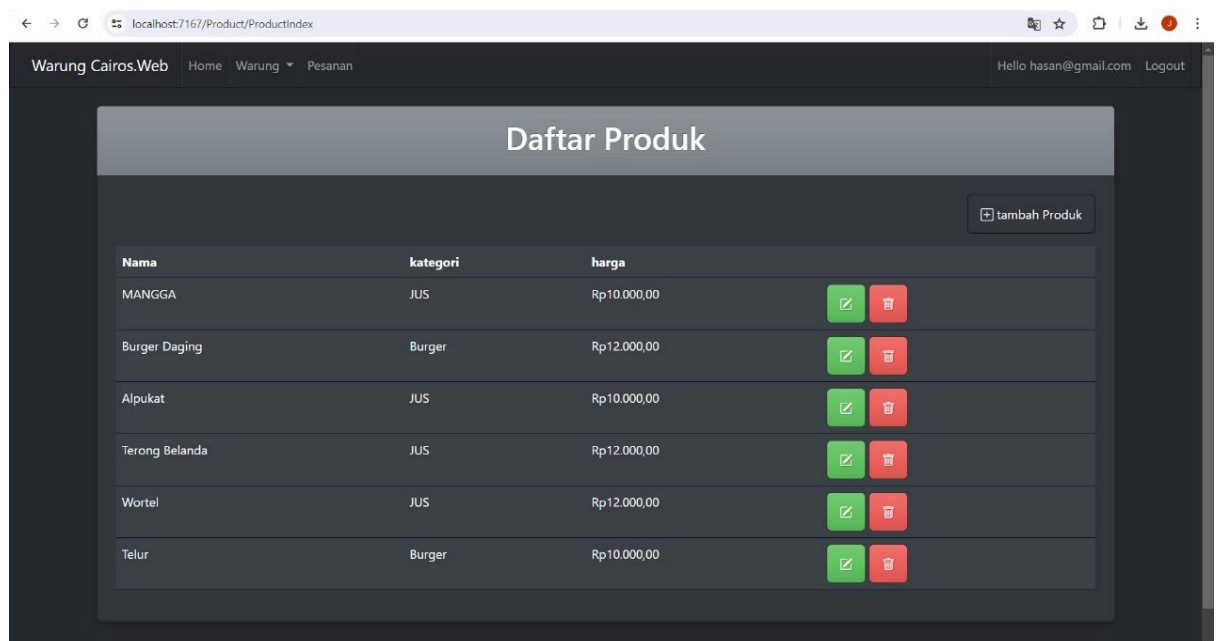 localhost:7167/Product/ProductIndex
J
Warung Cairos.Web Home Warung Pesanan Hello hasan@gmail.com Logout
Daftar Produk
tambah Produk
Nama kategori harga
MANGGA JUS Rp10.000,00
Burger Daging Burger Rp12.000,00
Alpukat JUS Rp10.000,00
Terong Belanda JUS Rp12.000,00
Wortel JUS Rp12.000,00
Telur Burger Rp10.000,00